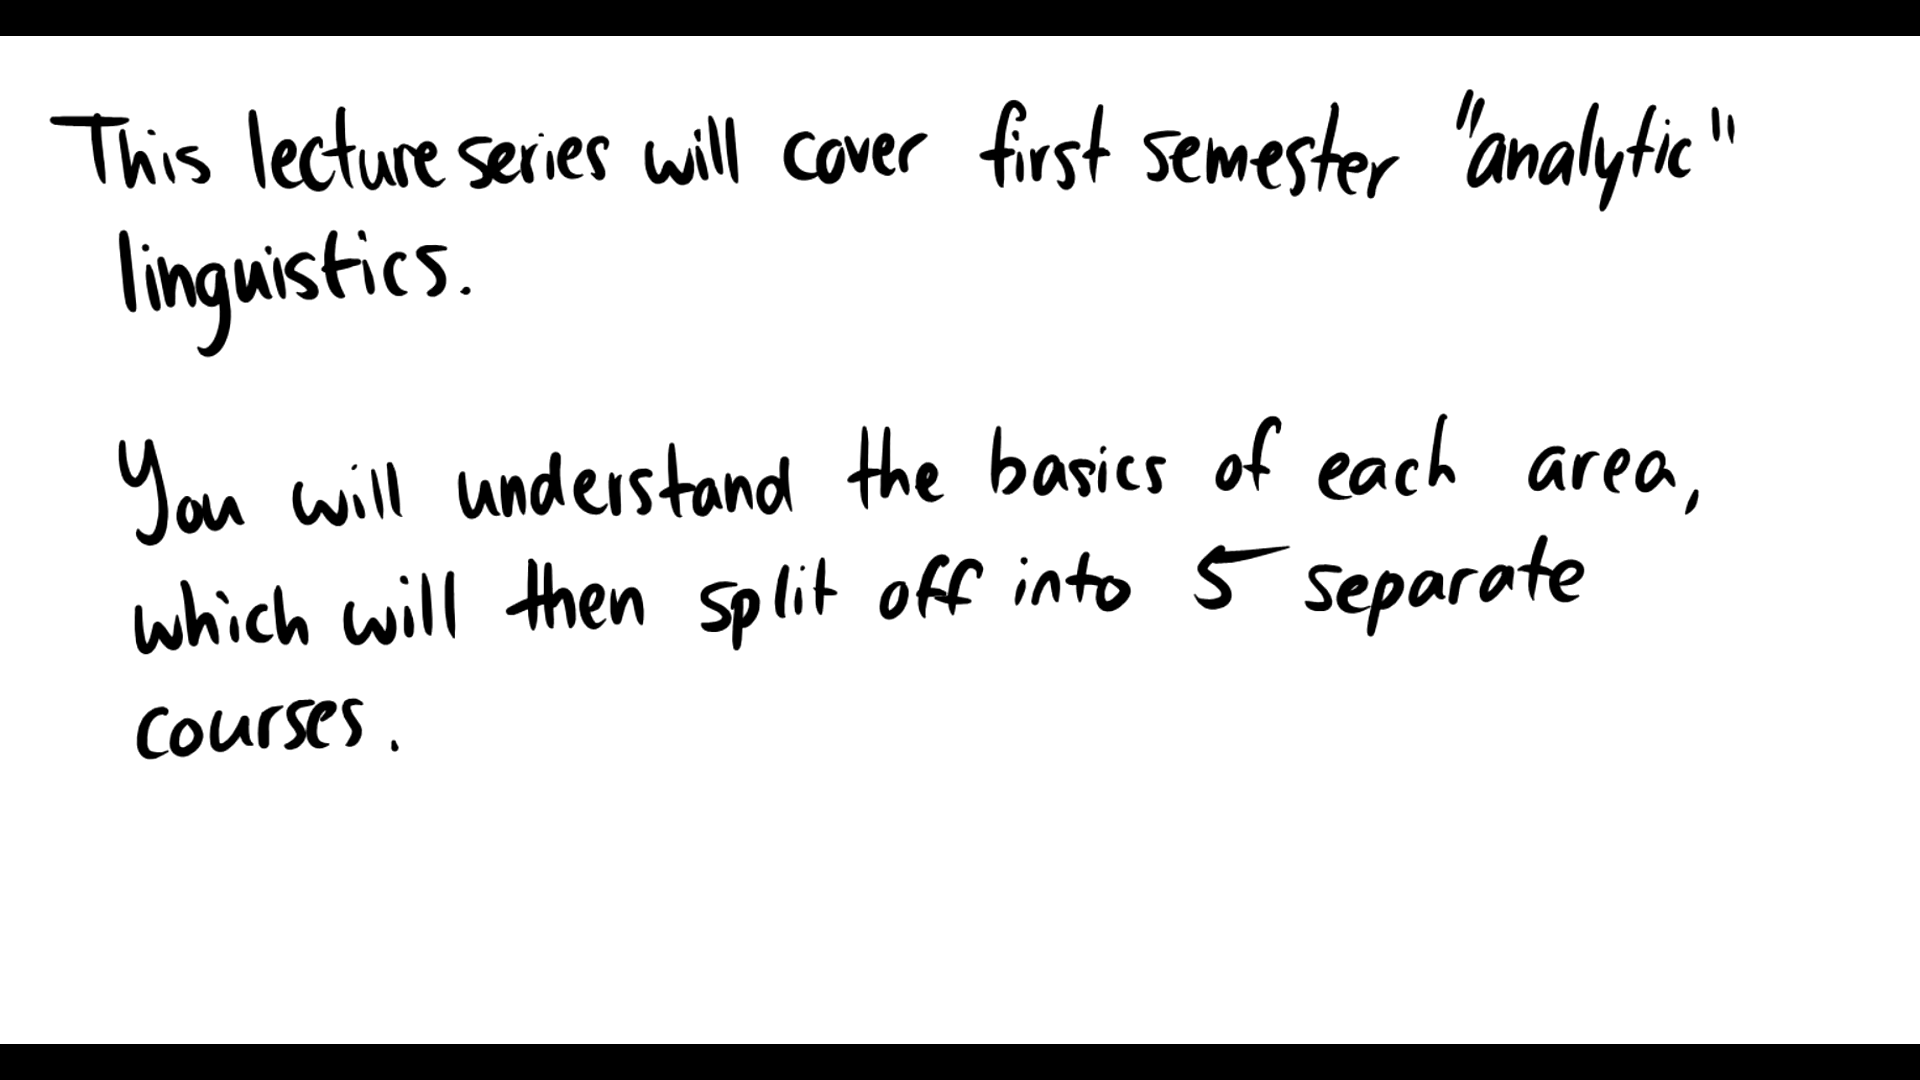 This lecture series will cover first semester "analytic"
linguistics.
You will understand the basics of each area,
which will then split off into 5 separate
courses.